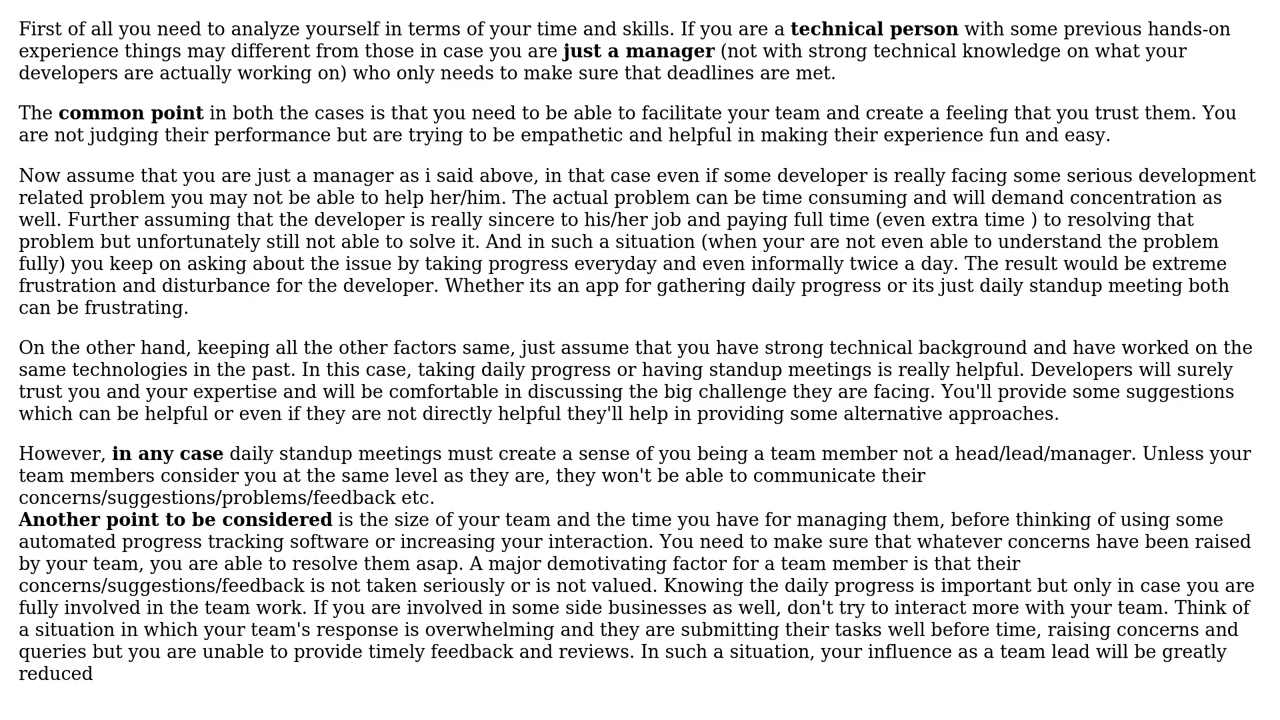 First of all you need to analyze yourself in terms of your time and skills. If you are a technical person with some previous hands-on
experience things may different from those in case you are just a manager (not with strong technical knowledge on what your
developers are actually working on) who only needs to make sure that deadlines are met.
The common point in both the cases is that you need to be able to facilitate your team and create a feeling that you trust them. You
are not judging their performance but are trying to be empathetic and helpful in making their experience fun and easy.
Now assume that you are just a manager as i said above, in that case even if some developer is really facing some serious development
related problem you may not be able to help her/him. The actual problem can be time consuming and will demand concentration as
well. Further assuming that the developer is really sincere to his/her job and paying full time (even extra time ) to resolving that
problem but unfortunately still not able to solve it. And in such a situation (when your are not even able to understand the problem
fully) you keep on asking about the issue by taking progress everyday and even informally twice a day. The result would be extreme
frustration and disturbance for the developer. Whether its an app for gathering daily progress or its just daily standup meeting both
can be frustrating.
On the other hand, keeping all the other factors same, just assume that you have strong technical background and have worked on the
same technologies in the past. In this case, taking daily progress or having standup meetings is really helpful. Developers will surely
trust you and your expertise and will be comfortable in discussing the big challenge they are facing. You'll provide some suggestions
which can be helpful or even if they are not directly helpful they'll help in providing some alternative approaches.
However, in any case daily standup meetings must create a sense of you being a team member not a head/lead/manager. Unless your
team members consider you at the same level as they are, they won't be able to communicate their
concerns/suggestions/problems/feedback etc.
Another point to be considered is the size of your team and the time you have for managing them, before thinking of using some
automated progress tracking software or increasing your interaction. You need to make sure that whatever concerns have been raised
by your team, you are able to resolve them asap. A major demotivating factor for a team member is that their
concerns/suggestions/feedback is not taken seriously or is not valued. Knowing the daily progress is important but only in case you are
fully involved in the team work. If you are involved in some side businesses as well, don't try to interact more with your team. Think of
a situation in which your team's response is overwhelming and they are submitting their tasks well before time, raising concerns and
queries but you are unable to provide timely feedback and reviews. In such a situation, your influence as a team lead will be greatly
reduced